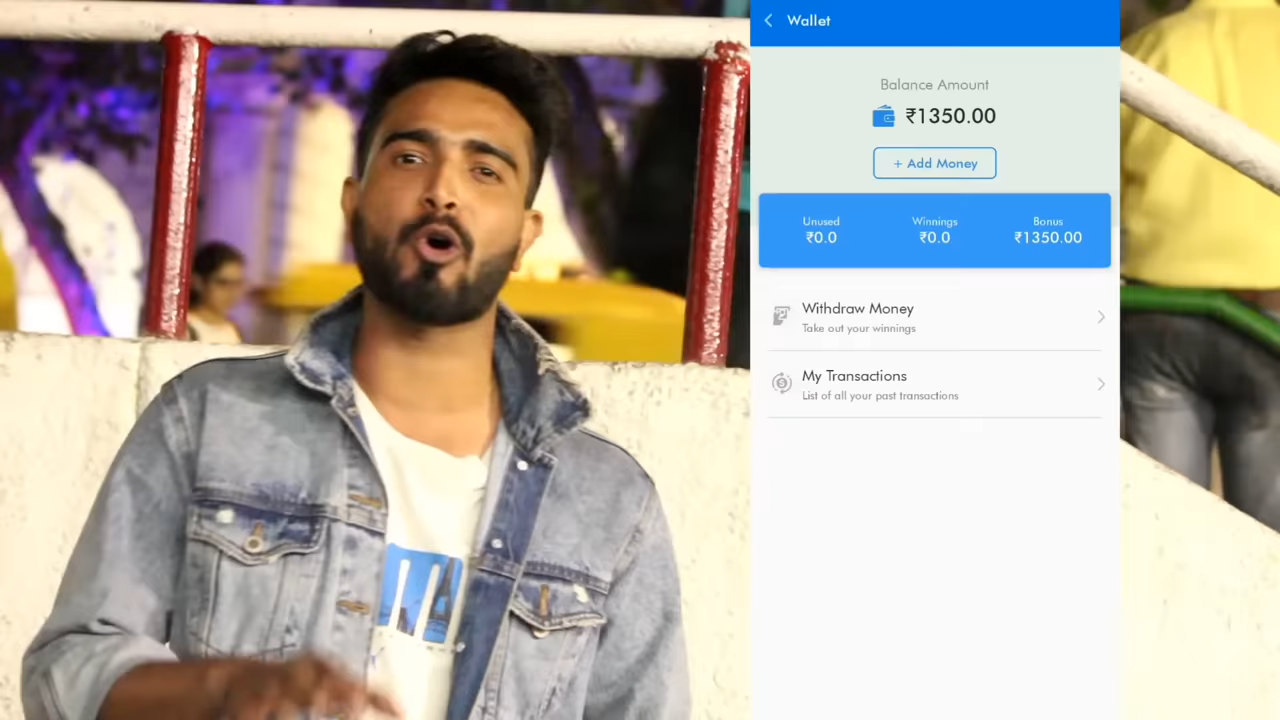 Wallet
Balance Amount
₹1350.00
+ Add Money
Unused
Winnings
Bonus
₹0.0
₹0.0
₹1350.00
Withdraw Money
Take out your winnings
My Transactions
List of all your past transactions